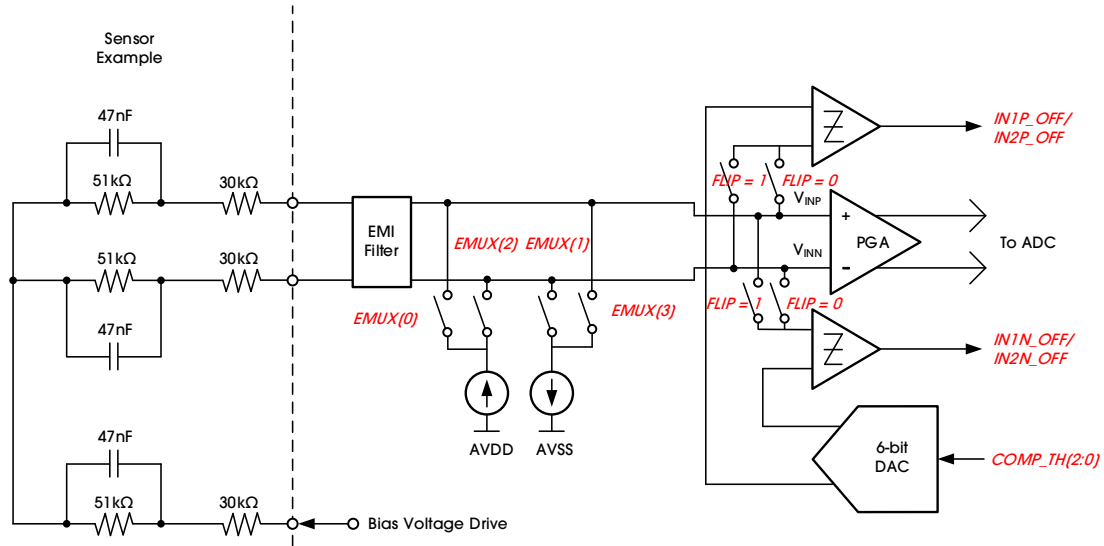 Sensor
Example
47nF
51kΩ
30kΩ
51kΩ
30kΩ
47nF
47nF
51kΩ
30kΩ
Bias Voltage Drive
EMI
Filter
EMUX(2)
EMUX(1)
EMUX(0)
EMUX(3)
AVDD
AVSS
FLIP = 1
FLIP = 0
VINP
VINN
+
-
PGA
FLIP = 1
FLIP = 0
IN1P_OFF/
IN2P_OFF
To ADC
IN1N_OFF/
IN2N_OFF
6-bit
DAC
COMP_TH(2:0)